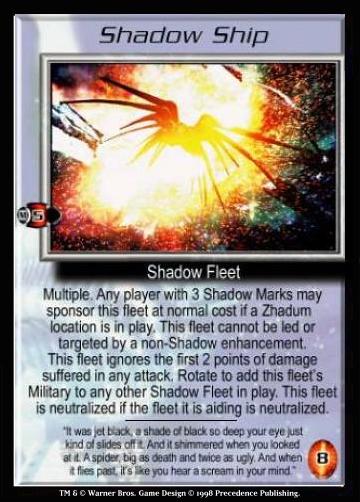 Shadow Ship
M 5
Shadow Fleet
Multiple. Any player with 3 Shadow Marks may
sponsor this fleet at normal cost if a Zhadum
location is in play. This fleet cannot be led or
targeted by a non-Shadow enhancement.
This fleet ignores the first 2 points of damage
suffered in any attack. Rotate to add this fleet's
Military to any other Shadow Fleet in play. This
fleet is neutralized if the fleet it is aiding is neutralized.
"It was jet black, a shade of black so deep your eye just
kind of slides off it. And it shimmered when you looked
at it. A spider, big as death and twice as ugly. And when
it flies past, it's like you hear a scream in your mind."
8
TM & © Warner Bros. Game Design © 1998 Precedence Publishing.